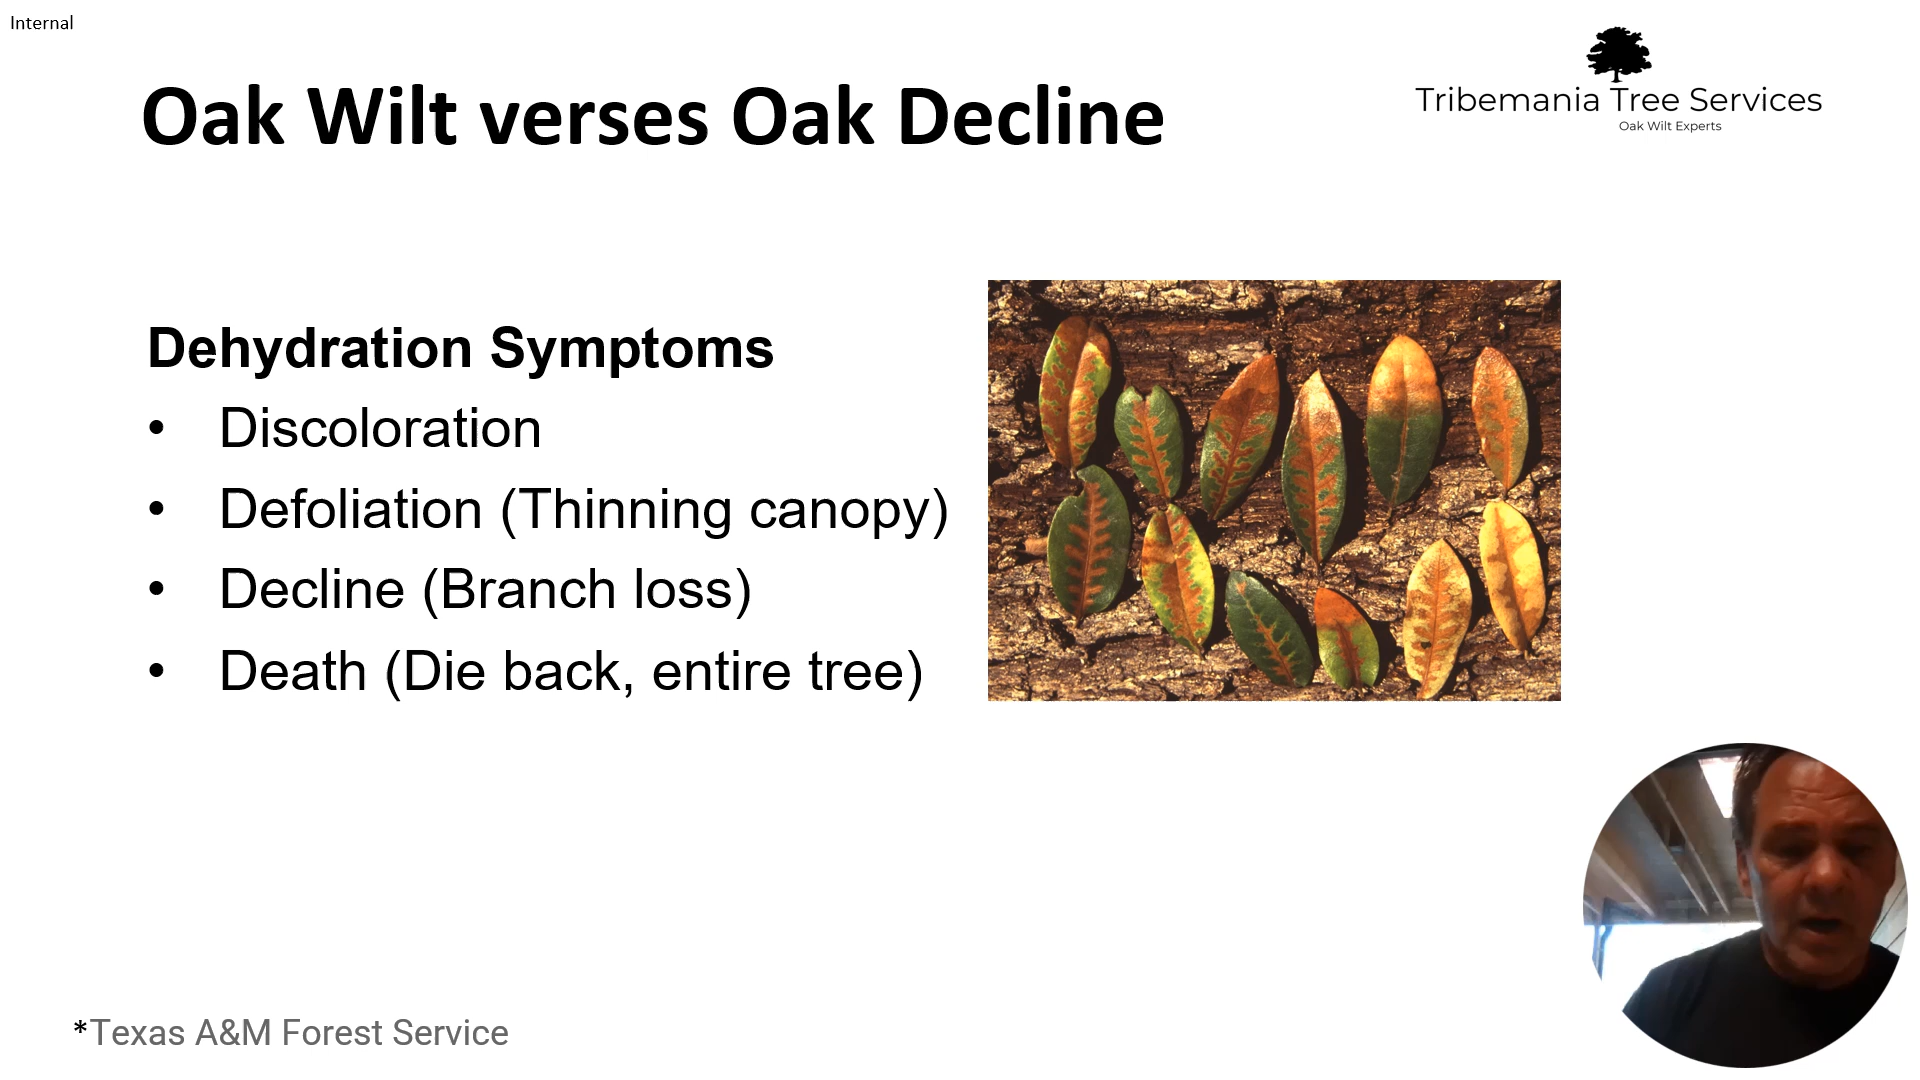 Internal
Oak Wilt verses Oak Decline
Tribemania Tree Services
Oak Wilt Experts
Dehydration Symptoms
• Discoloration
• Defoliation (Thinning canopy)
• Decline (Branch loss)
• Death (Die back, entire tree)
*Texas A&M Forest Service